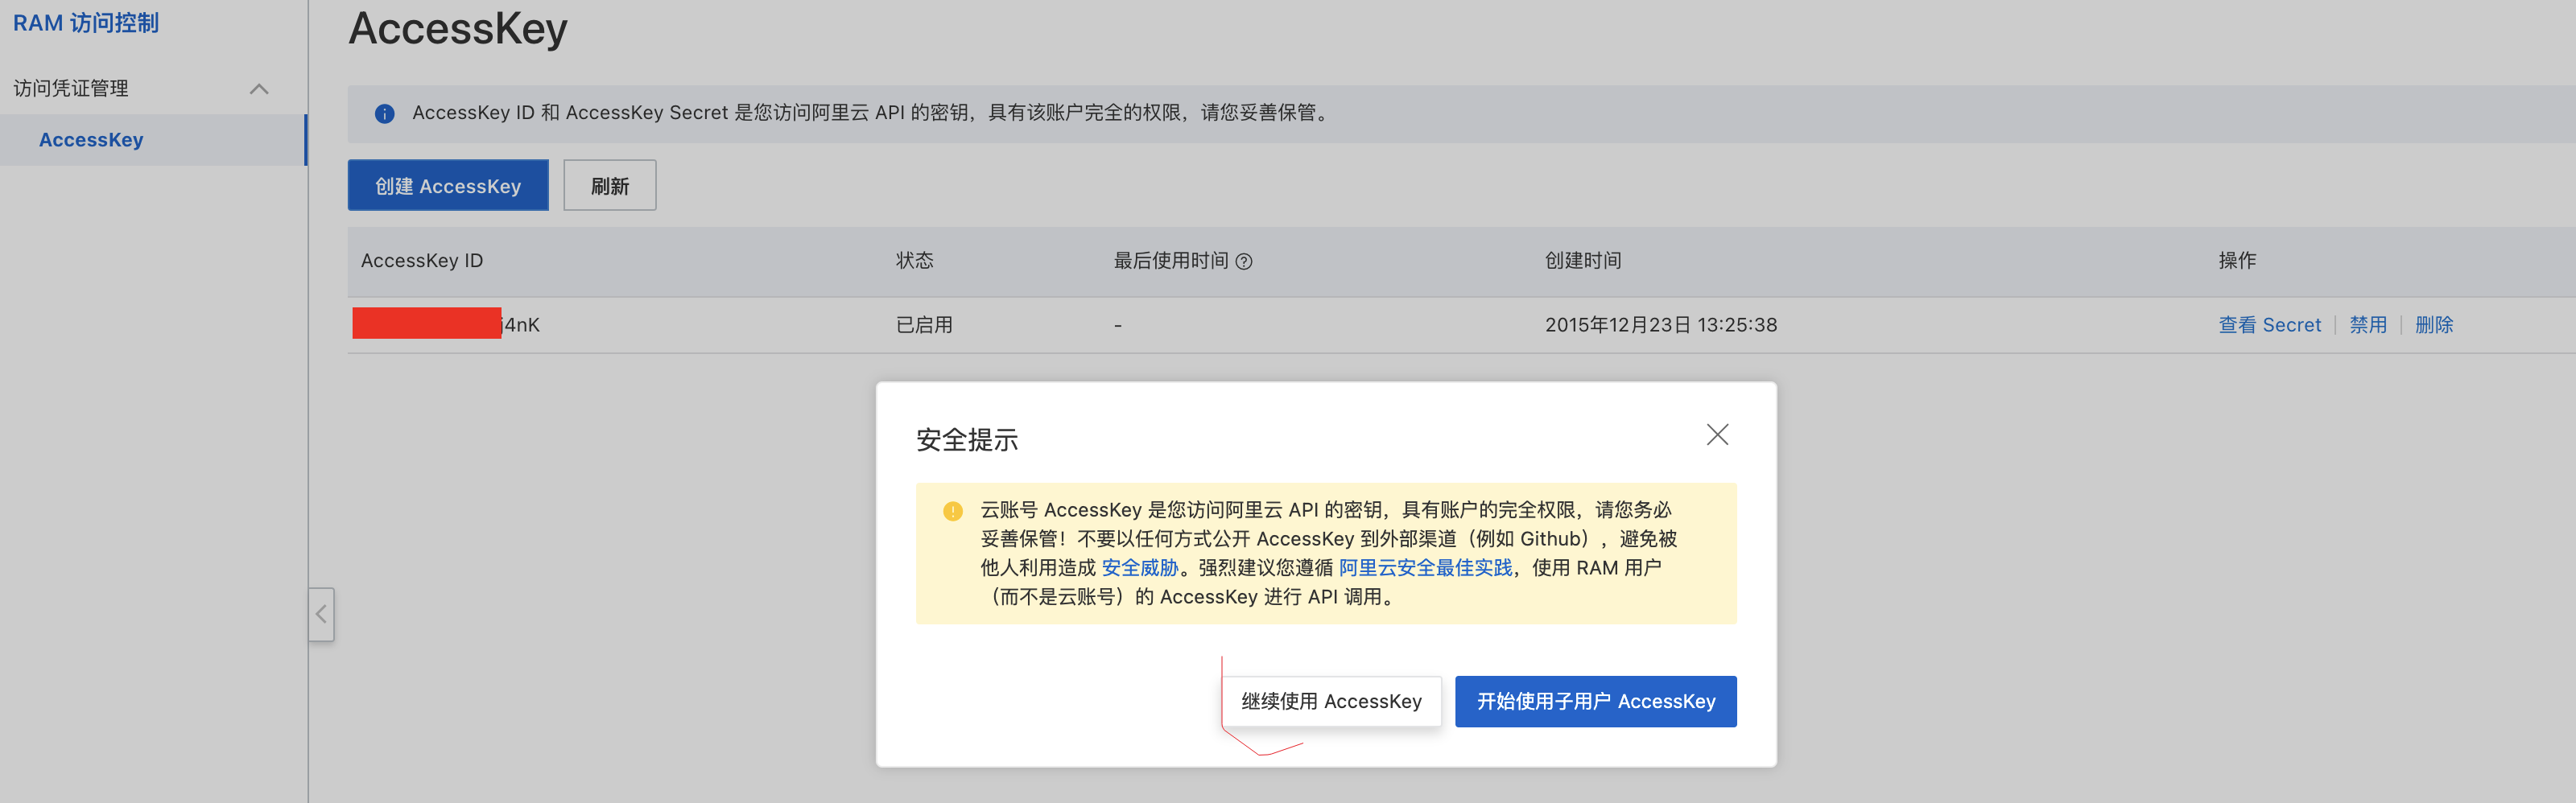 RAM 访问控制
访问凭证管理
AccessKey
AccessKey
AccessKey ID 和 AccessKey Secret 是您访问阿里云 API 的密钥，具有该账户完全的权限，请您妥善保管。
创建 AccessKey
刷新
AccessKey ID 状态 最后使用时间 创建时间 操作
j4nK 已启用 - 2015年12月23日 13:25:38 查看 Secret 禁用 删除
安全提示
云账号 AccessKey 是您访问阿里云 API 的密钥，具有账户的完全权限，请您务必
妥善保管！不要以任何方式公开 AccessKey 到外部渠道（例如 Github），避免被
他人利用造成 安全威胁。强烈建议您遵循 阿里云安全最佳实践，使用 RAM 用户
（而不是云账号）的 AccessKey 进行 API 调用。
继续使用 AccessKey
开始使用子用户 AccessKey